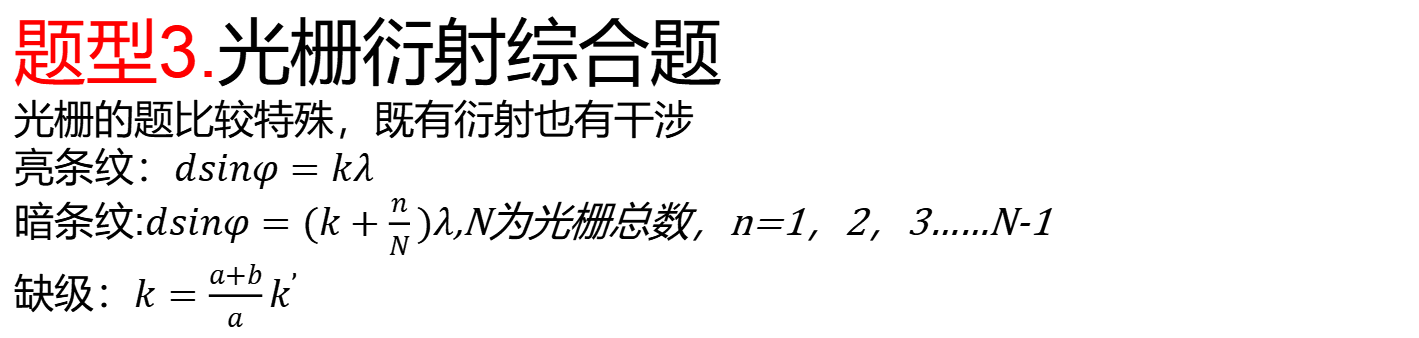 题型3.光栅衍射综合题
光栅的题比较特殊，既有衍射也有干涉
亮条纹：dsinφ = kλ
暗条纹:dsinφ = (k + n/N)λ,N为光栅总数，n=1，2，3……N-1
缺级：k = (a+b)/a k’